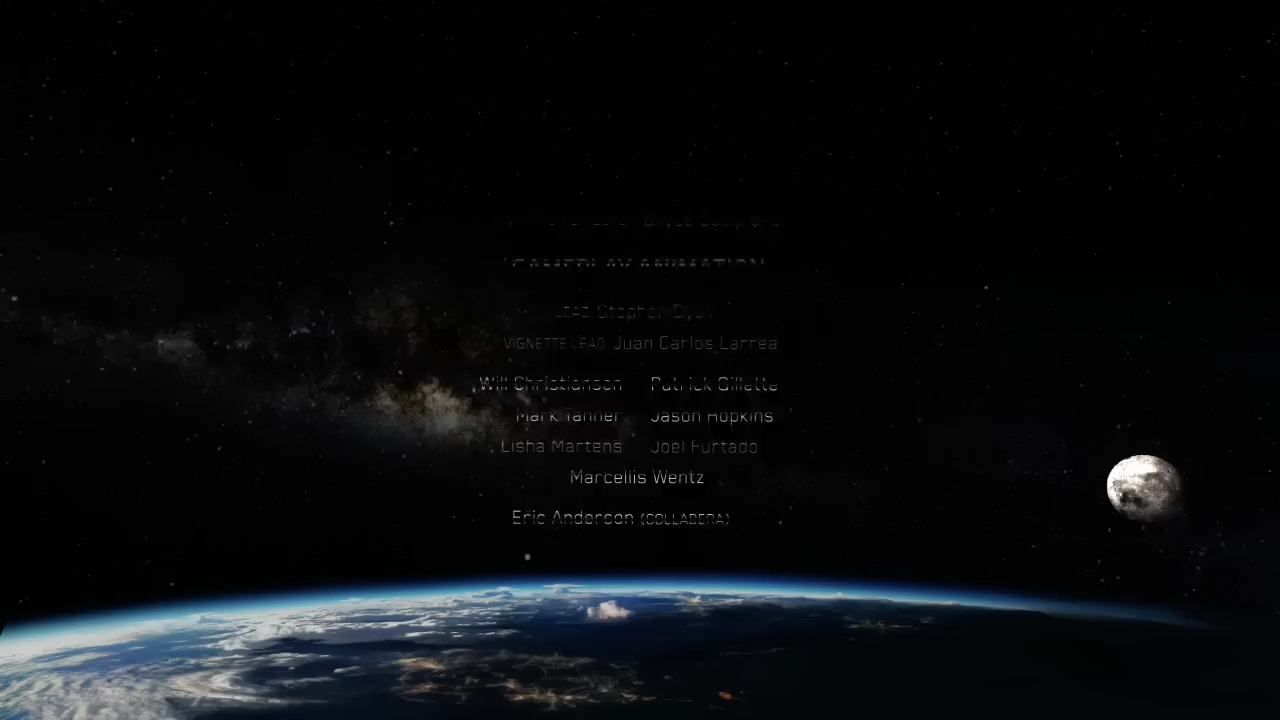 GAMEPLAY ANIMATION
LEAD Stephen
VIGNETTE LEAD Juan Carlos Larrea
Will Christiansen Patrick Gillette
Mark Tanner Jason Hopkins
Lisha Martens Joel Furtado
Marcellis Wentz
Eric Anderson (COLLABERA)